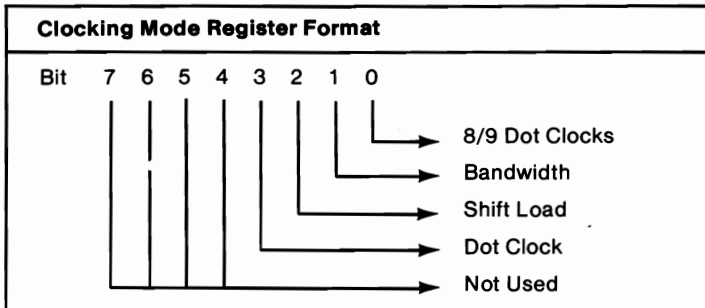 Clocking Mode Register Format
Bit 7 6 5 4 3 2 1 0
8/9 Dot Clocks
Bandwidth
Shift Load
Dot Clock
Not Used